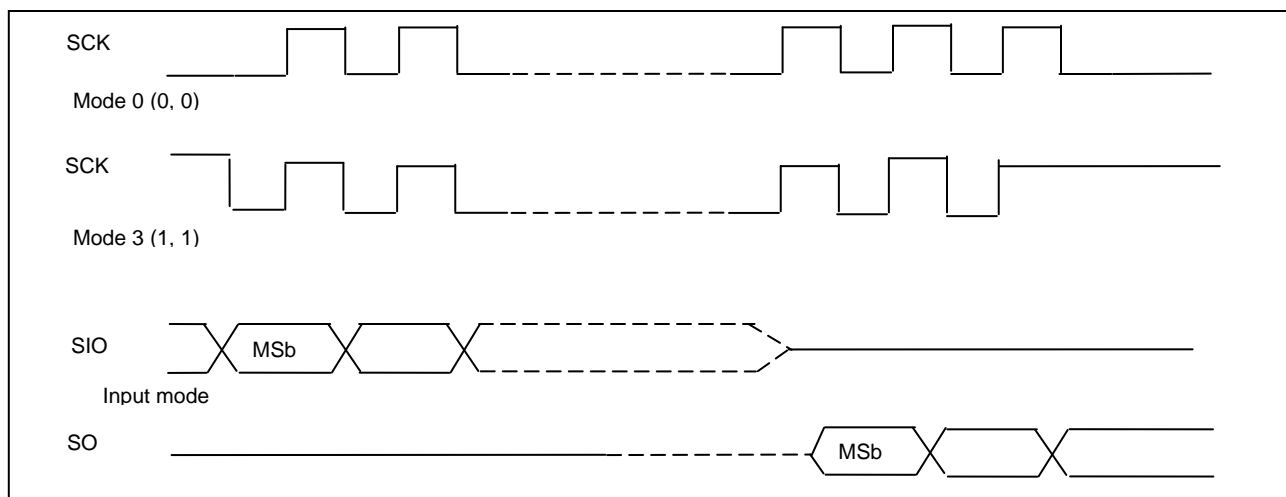 SCK
Mode 0 (0, 0)
SCK
Mode 3 (1, 1)
SIO
MSb
Input mode
SO
MSb